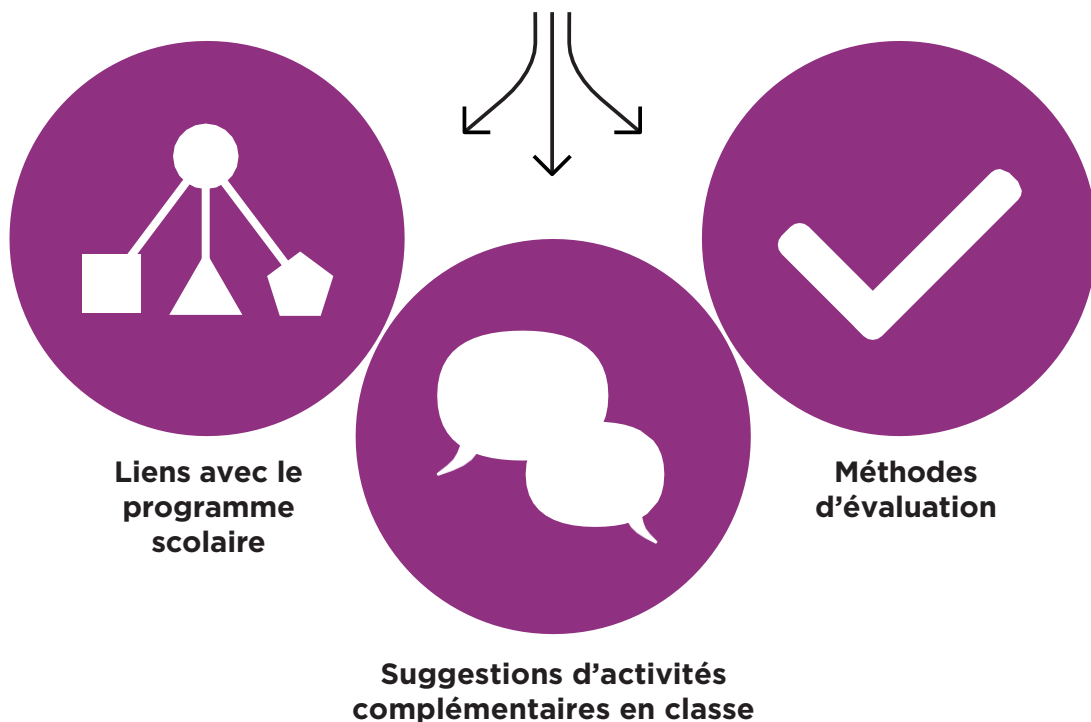 Liens avec le
programme
scolaire
Suggestions d’activités
complémentaires en classe
Méthodes
d’évaluation